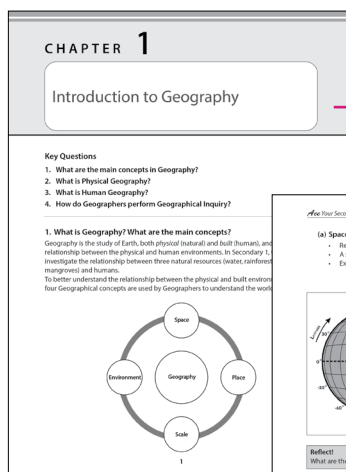 CHAPTER 1
Introduction to Geography
Key Questions
1. What are the main concepts in Geography?
2. What is Physical Geography?
3. What is Human Geography?
4. How do Geographers perform Geographical Inquiry?
1. What is Geography? What are the main concepts?
Geography is the study of Earth, both physical (natural) and built (human), and
relationship between the physical and human environments. In Secondary 1,
investigate the relationship between three natural resources (water, rainforest
mangroves) and humans.
To better understand the relationship between the physical and built environ
four Geographical concepts are used by Geographers to understand the world
Space
Environment
Geography
Place
Scale
1
Ace Your Seco
(a) Space
Re
A
Ex
30°
0°
-30°
-60°
Reflect!
What are the